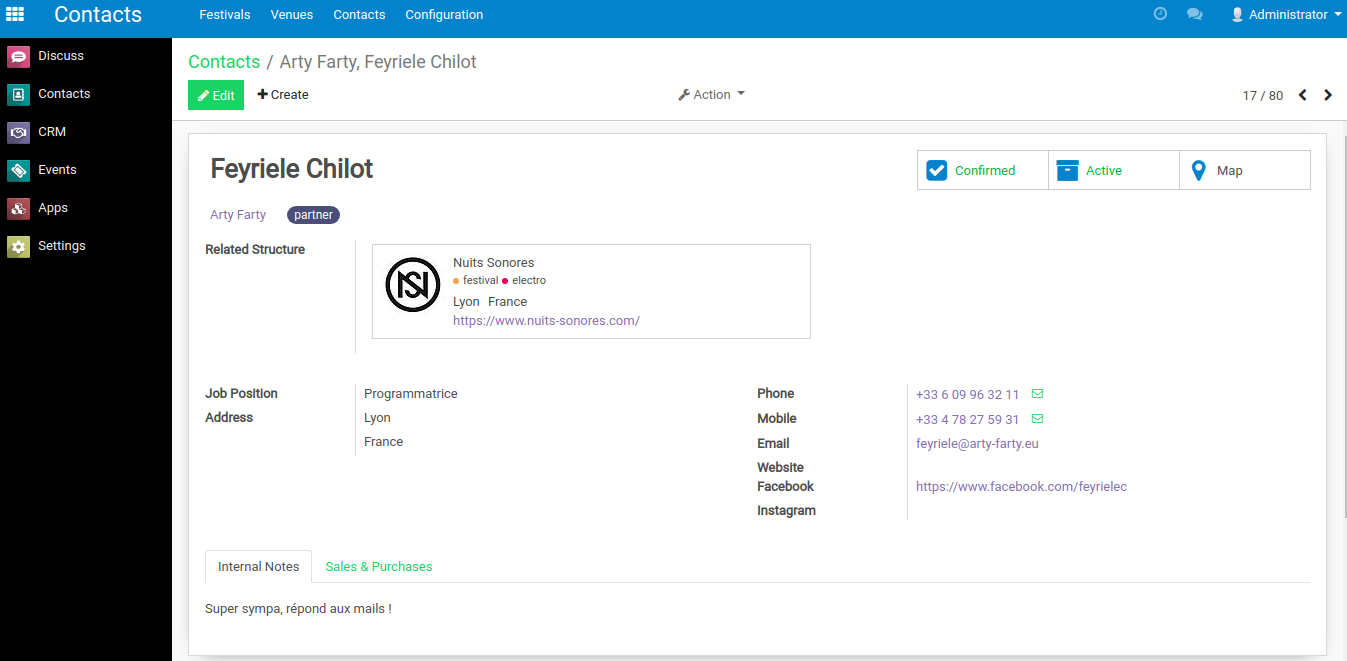 Contacts Festivals Venues Contacts Configuration Administrator
Discuss
Contacts
CRM
Events
Apps
Settings
Contacts / Arty Farty, Feyriele Chilot
Edit Create Action 17 / 80
Feyriele Chilot
Confirmed Active Map
Arty Farty partner
Related Structure
NS
Nuits Sonores
festival electro
Lyon France
https://www.nuits-sonores.com/
Job Position Programmatrice
Address Lyon
France
Phone +33 6 09 96 32 11
Mobile +33 4 78 27 59 31
Email feyriele@arty-farty.eu
Website
Facebook https://www.facebook.com/feyrielec
Instagram
Internal Notes Sales & Purchases
Super sympa, répond aux mails !